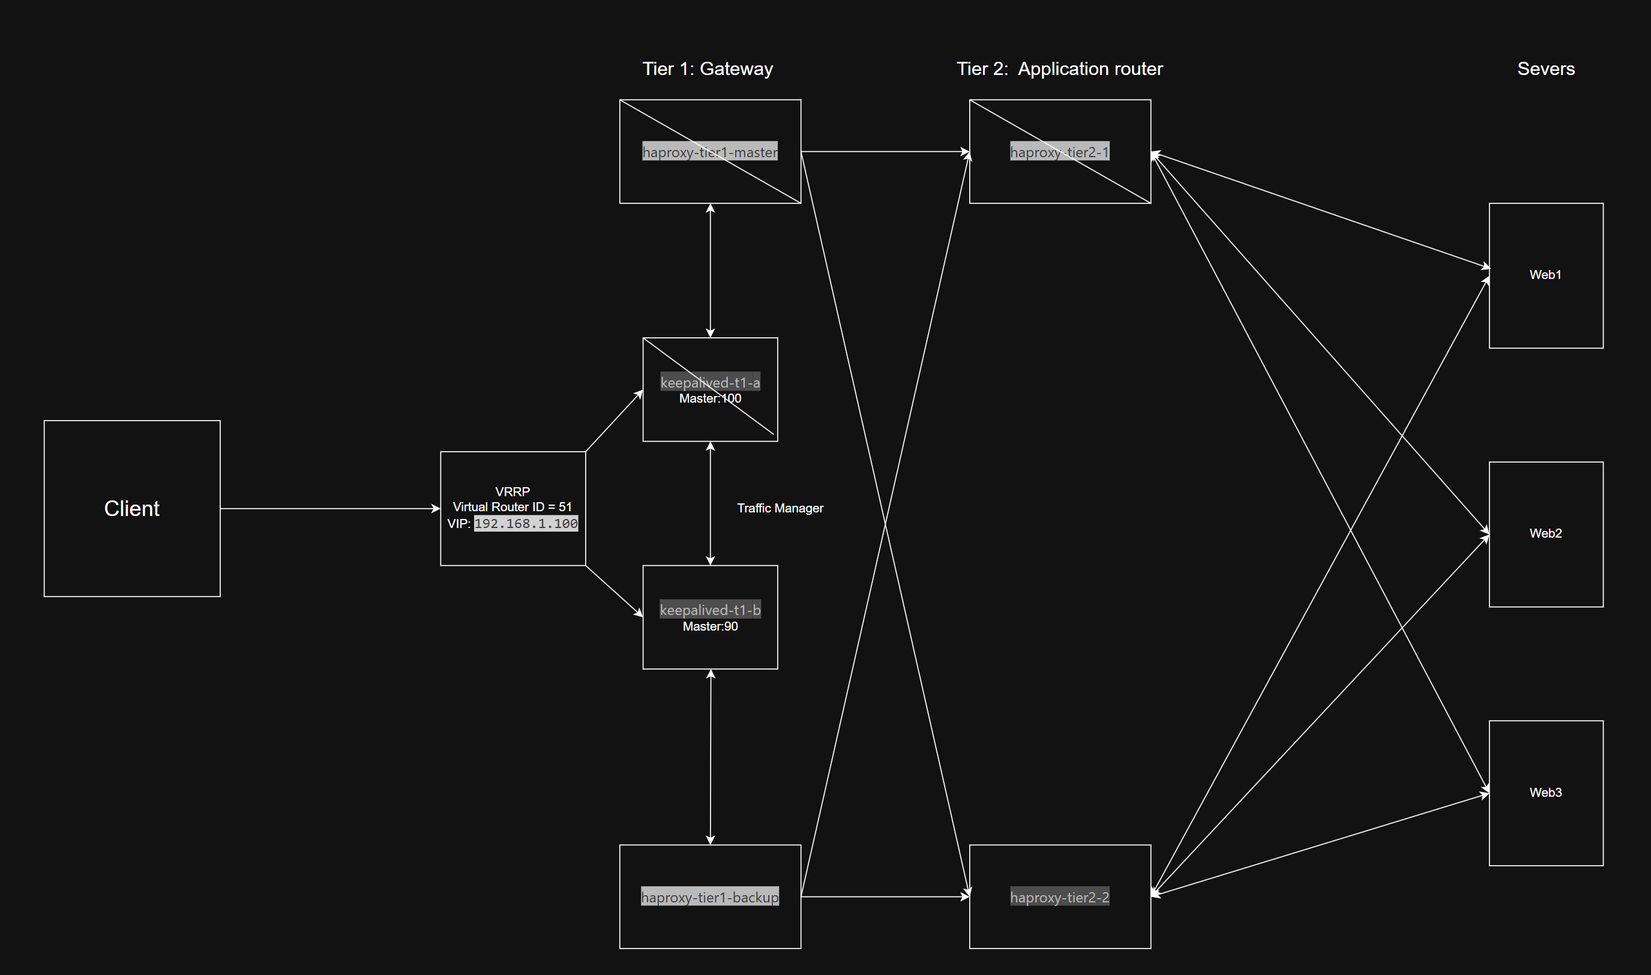 Tier 1: Gateway
Tier 2:  Application router
Severs
haproxy-tier1-master
haproxy-tier2-1
Web1
keepalived-t1-a
Master:100
Client
VRRP
Virtual Router ID = 51
VIP: 192.168.1.100
Traffic Manager
Web2
keepalived-t1-b
Master:90
Web3
haproxy-tier1-backup
haproxy-tier2-2